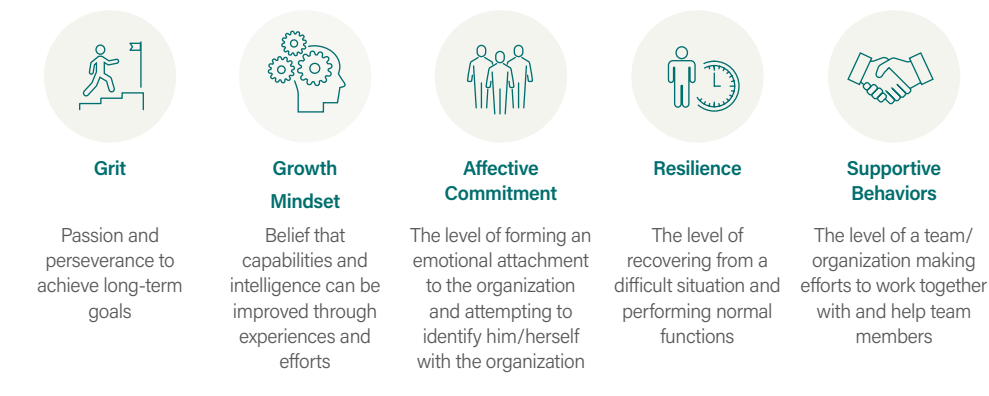 Grit
Passion and
perseverance to
achieve long-term
goals
Growth
Mindset
Belief that
capabilities and
intelligence can be
improved through
experiences and
efforts
Affective
Commitment
The level of forming an
emotional attachment
to the organization
and attempting to
identify him/herself
with the organization
Resilience
The level of
recovering from a
difficult situation and
performing normal
functions
Supportive
Behaviors
The level of a team/
organization making
efforts to work together
with and help team
members